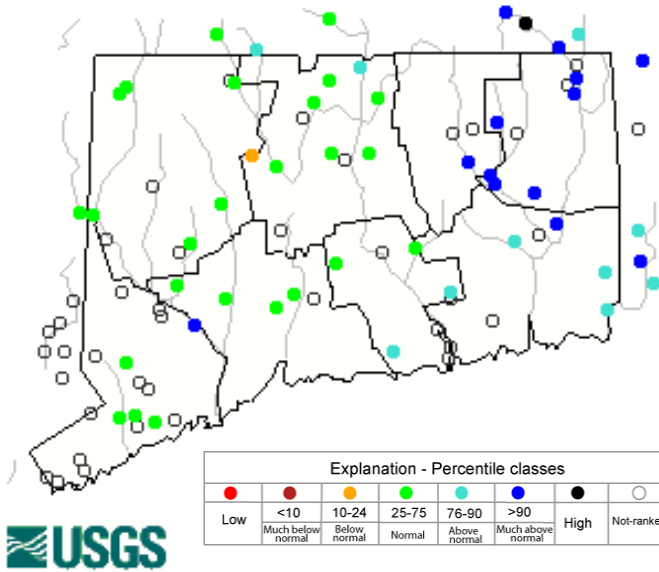 Explanation - Percentile classes
Low
<10
Much below
normal
10-24
Below
normal
25-75
Normal
76-90
Above
normal
>90
Much above
normal
High
Not-ranke
USGS